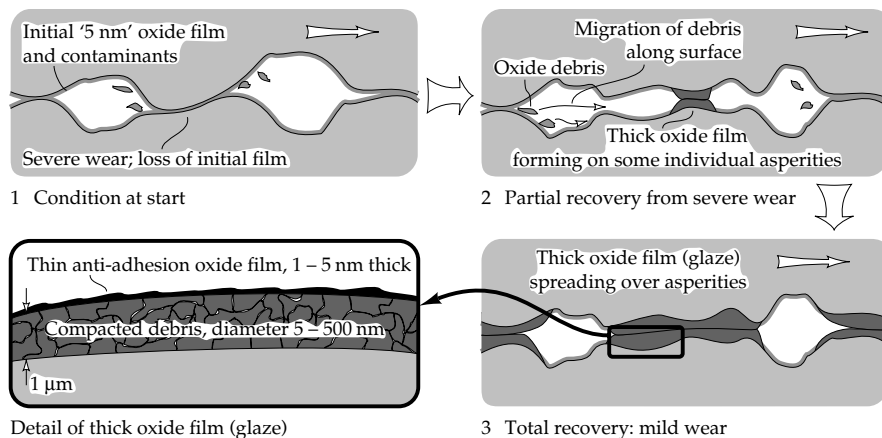 Initial ‘5 nm’ oxide film
and contaminants
Severe wear; loss of initial film
1 Condition at start
Migration of debris
along surface
Oxide debris
Thick oxide film
forming on some individual asperities
2 Partial recovery from severe wear
Thin anti-adhesion oxide film, 1 – 5 nm thick
Compacted debris, diameter 5 – 500 nm
1 µm
Detail of thick oxide film (glaze)
Thick oxide film (glaze)
spreading over asperities
3 Total recovery: mild wear